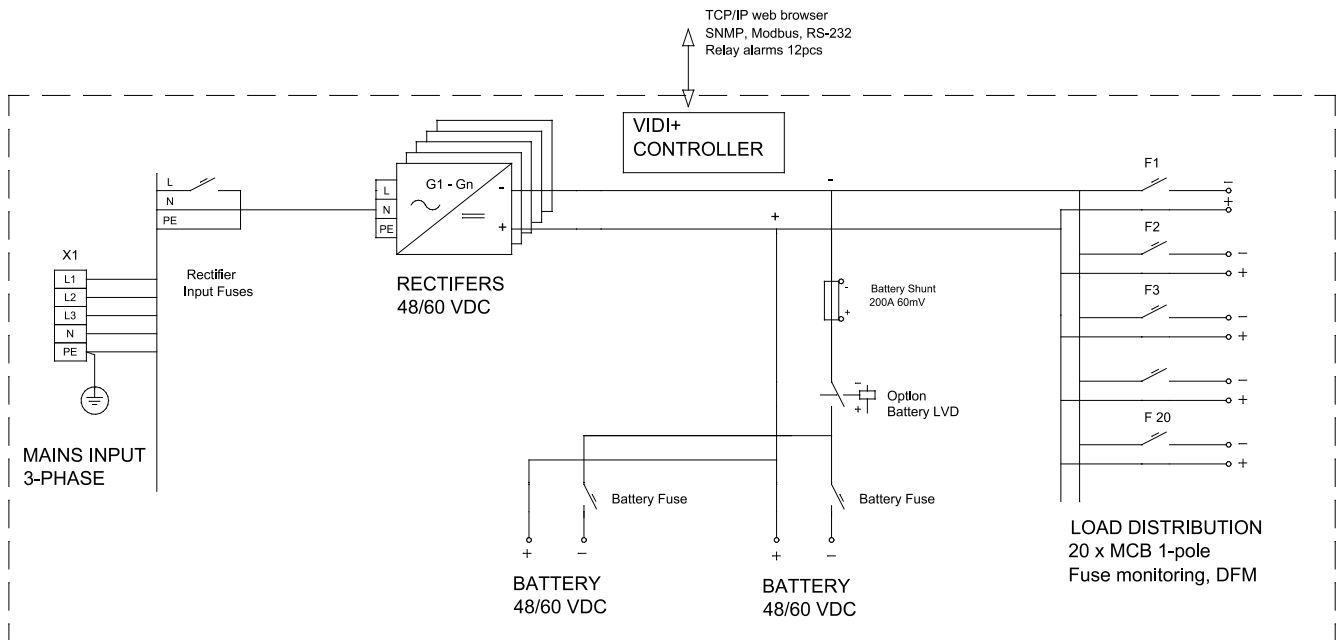 TCP/IP web browser
SNMP, Modbus, RS-232
Relay alarms 12pcs
VIDI+
CONTROLLER
L
N
PE
X1
L1
L2
L3
N
PE
Rectifier
Input Fuses
MAINS INPUT
3-PHASE
L
N
PE
G1 - Gn
-
+
RECTIFERS
48/60 VDC
-
+
Battery Shunt
200A 60mV
-
+
Option
Battery LVD
-
+
Battery Fuse
Battery Fuse
+ -
+ -
BATTERY
48/60 VDC
BATTERY
48/60 VDC
F1
-
+
F2
-
+
F3
-
+
-
+
F 20
-
+
LOAD DISTRIBUTION
20 x MCB 1-pole
Fuse monitoring, DFM